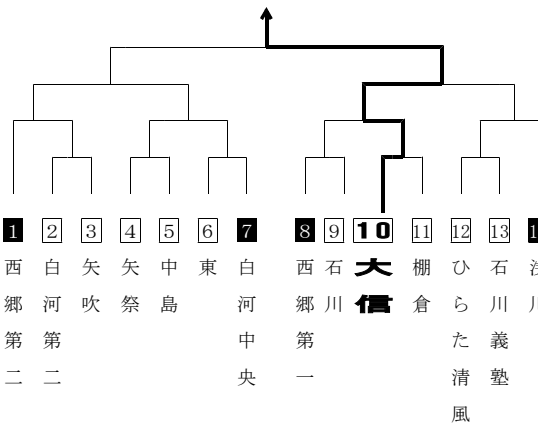 1 西郷第二
2 白河第二
3 矢吹
4 矢祭
5 中島
6 東
7 白河中央
8 西郷第一
9 石川
10 大信
11 棚倉
12 ひらた清風
13 石川義塾